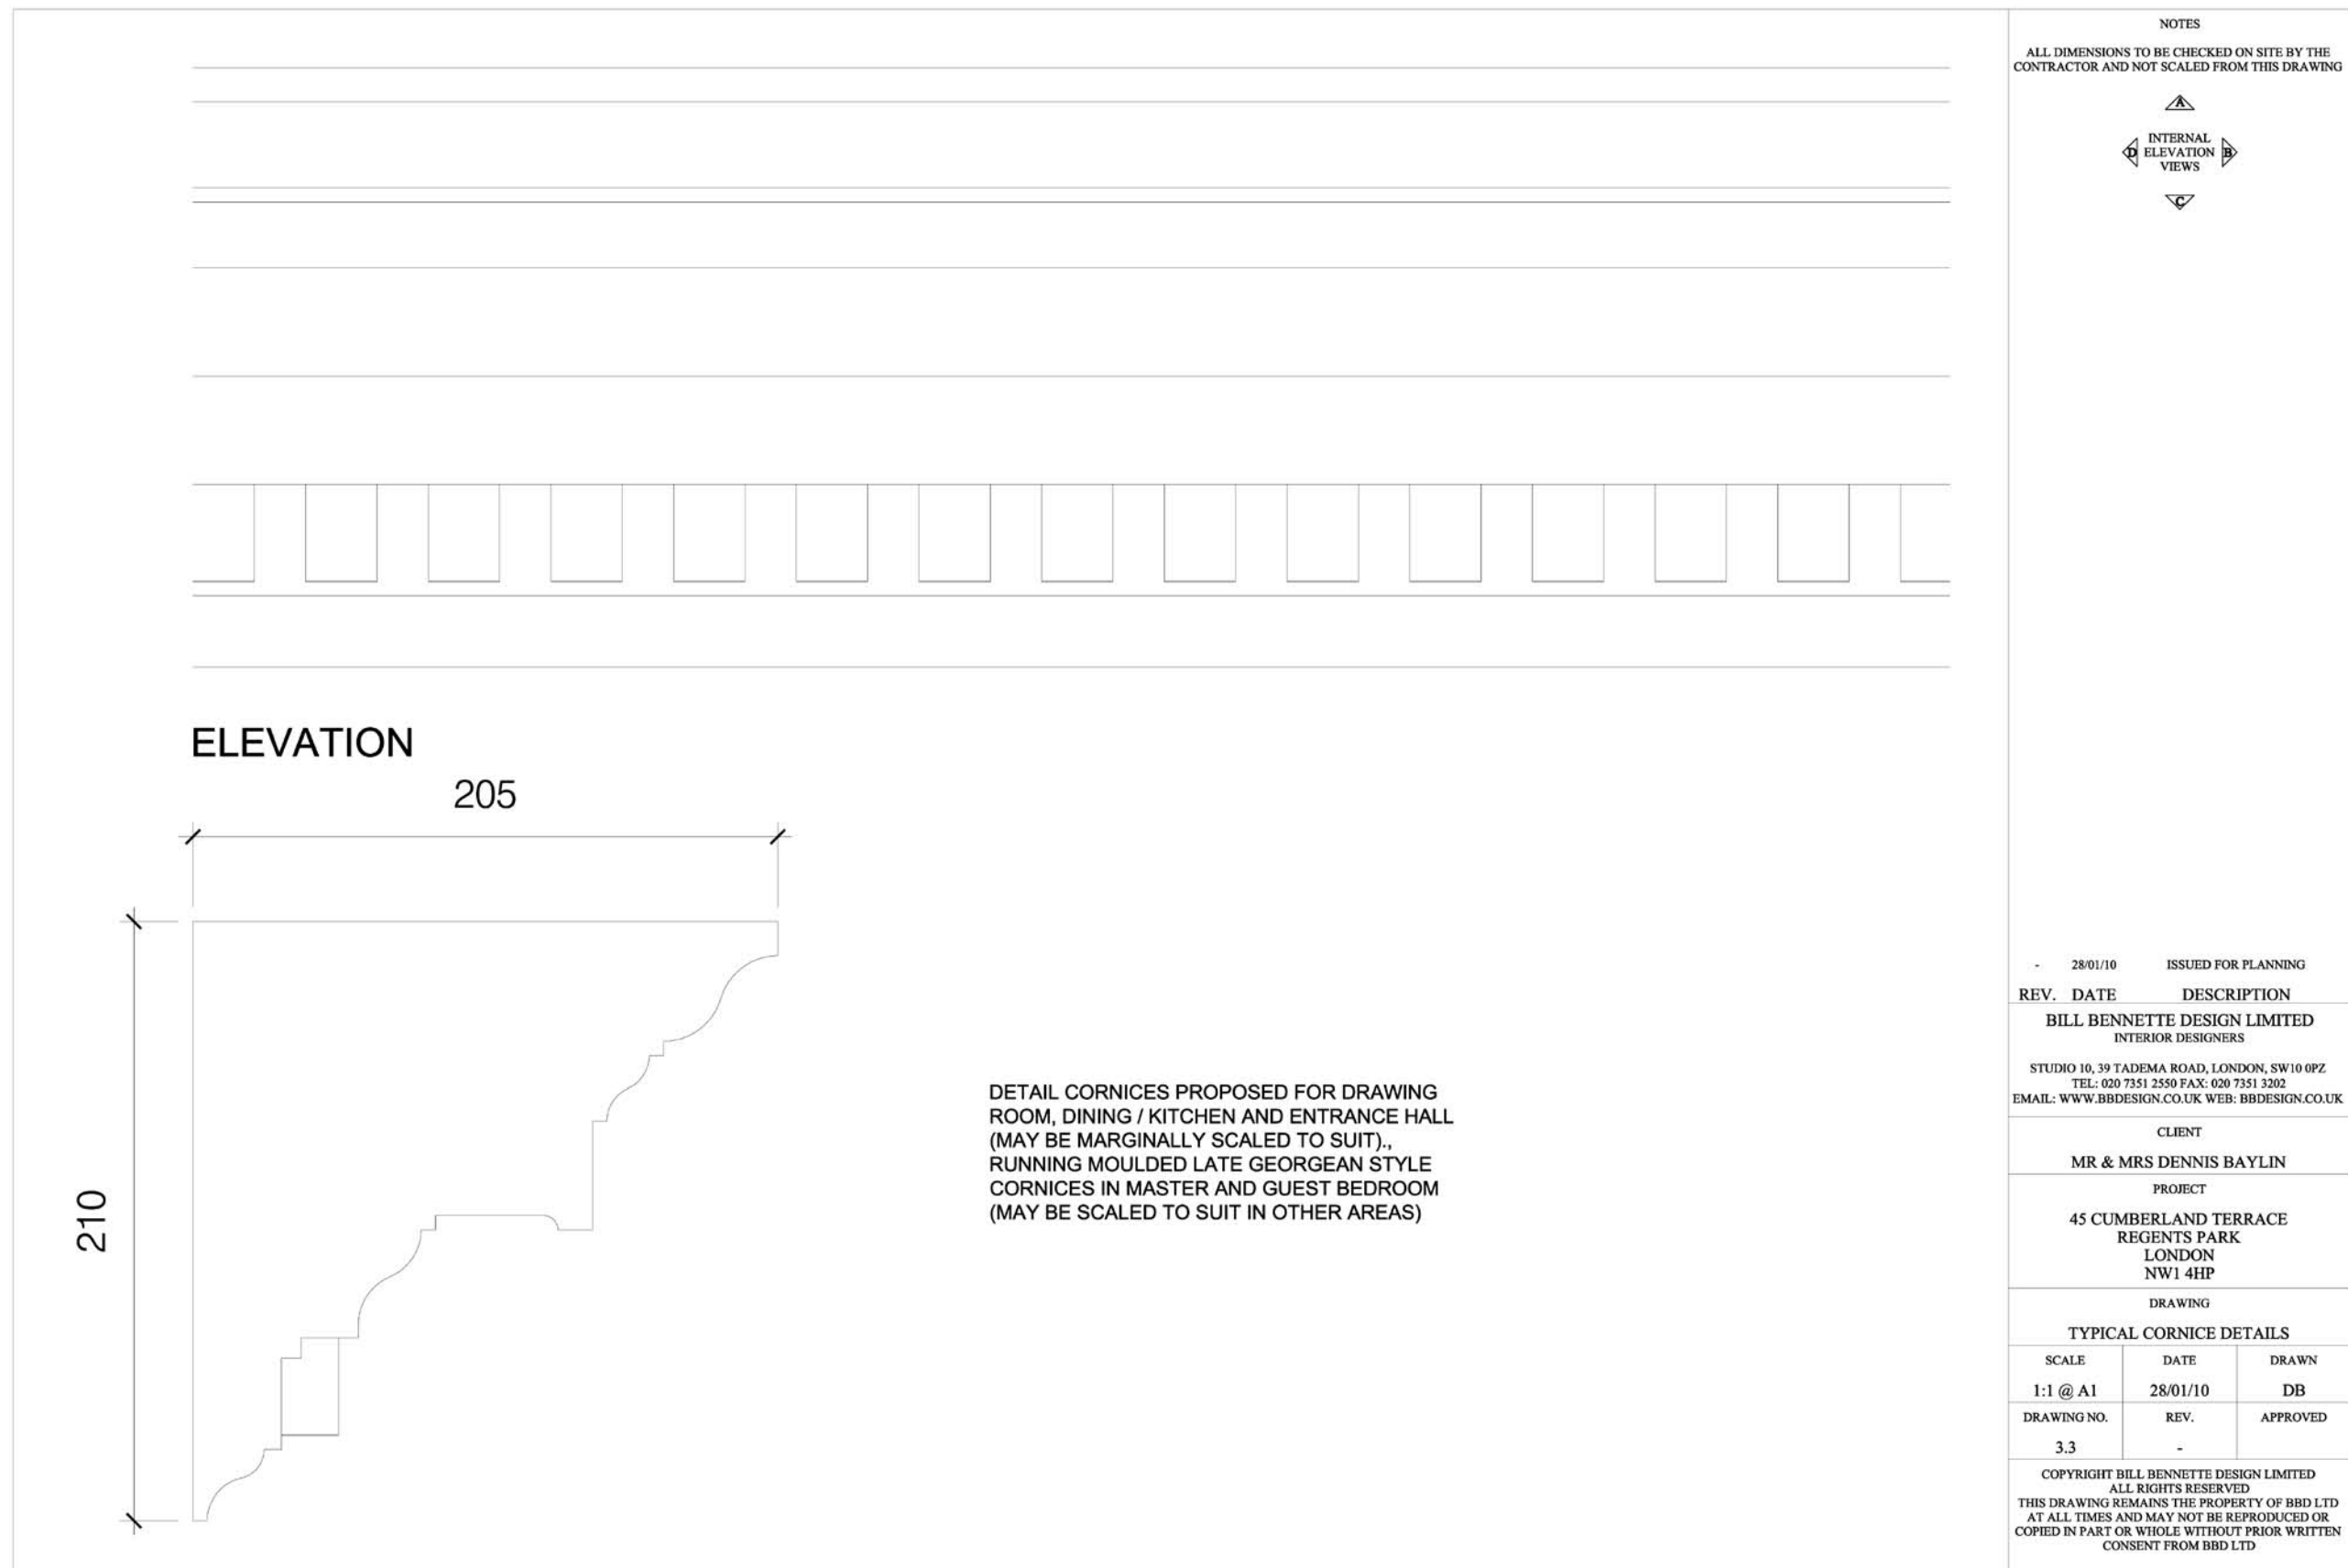 ELEVATION
205
210
DETAIL CORNICES PROPOSED FOR DRAWING
ROOM, DINING / KITCHEN AND ENTRANCE HALL
(MAY BE MARGINALLY SCALED TO SUIT).,
RUNNING MOULDED LATE GEORGEAN STYLE
CORNICES IN MASTER AND GUEST BEDROOM
(MAY BE SCALED TO SUIT IN OTHER AREAS)
NOTES
ALL DIMENSIONS TO BE CHECKED ON SITE BY THE
CONTRACTOR AND NOT SCALED FROM THIS DRAWING
A
INTERNAL
D ELEVATION B
VIEWS
C
- 28/01/10 ISSUED FOR PLANNING
REV. DATE DESCRIPTION
BILL BENNETTE DESIGN LIMITED
INTERIOR DESIGNERS
STUDIO 10, 39 TADEMA ROAD, LONDON, SW10 0PZ
TEL: 020 7351 2550 FAX: 020 7351 3202
EMAIL: WWW.BBDESIGN.CO.UK WEB: BBDESIGN.CO.UK
CLIENT
MR & MRS DENNIS BAYLIN
PROJECT
45 CUMBERLAND TERRACE
REGENTS PARK
LONDON
NW1 4HP
DRAWING
TYPICAL CORNICE DETAILS
SCALE DATE DRAWN
1:1 @ A1 28/01/10 DB
DRAWING NO. REV. APPROVED
3.3 -
COPYRIGHT BILL BENNETTE DESIGN LIMITED
ALL RIGHTS RESERVED
THIS DRAWING REMAINS THE PROPERTY OF BBD LTD
AT ALL TIMES AND MAY NOT BE REPRODUCED OR
COPIED IN PART OR WHOLE WITHOUT PRIOR WRITTEN
CONSENT FROM BBD LTD